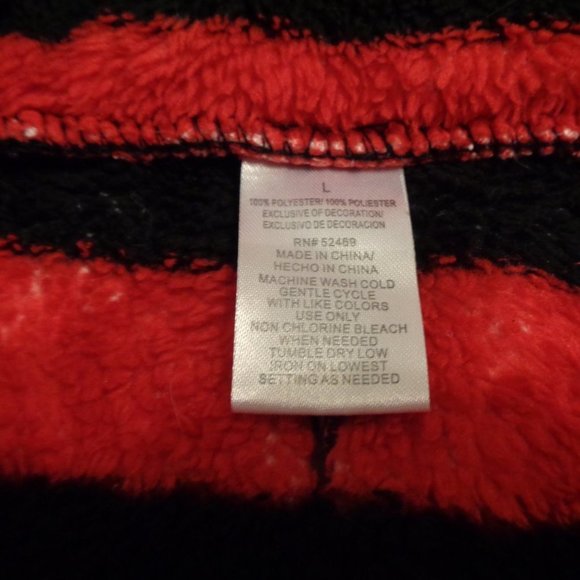 L
100% POLYESTER/ 100% POLIESTER
EXCLUSIVE OF DECORATION/
EXCLUSIVO DE DECORACION
RN# 52469
MADE IN CHINA/
HECHO IN CHINA
MACHINE WASH COLD
GENTLE CYCLE
WITH LIKE COLORS
USE ONLY
NON CHLORINE BLEACH
WHEN NEEDED
TUMBLE DRY LOW
IRON ON LOWEST
SETTING AS NEEDED